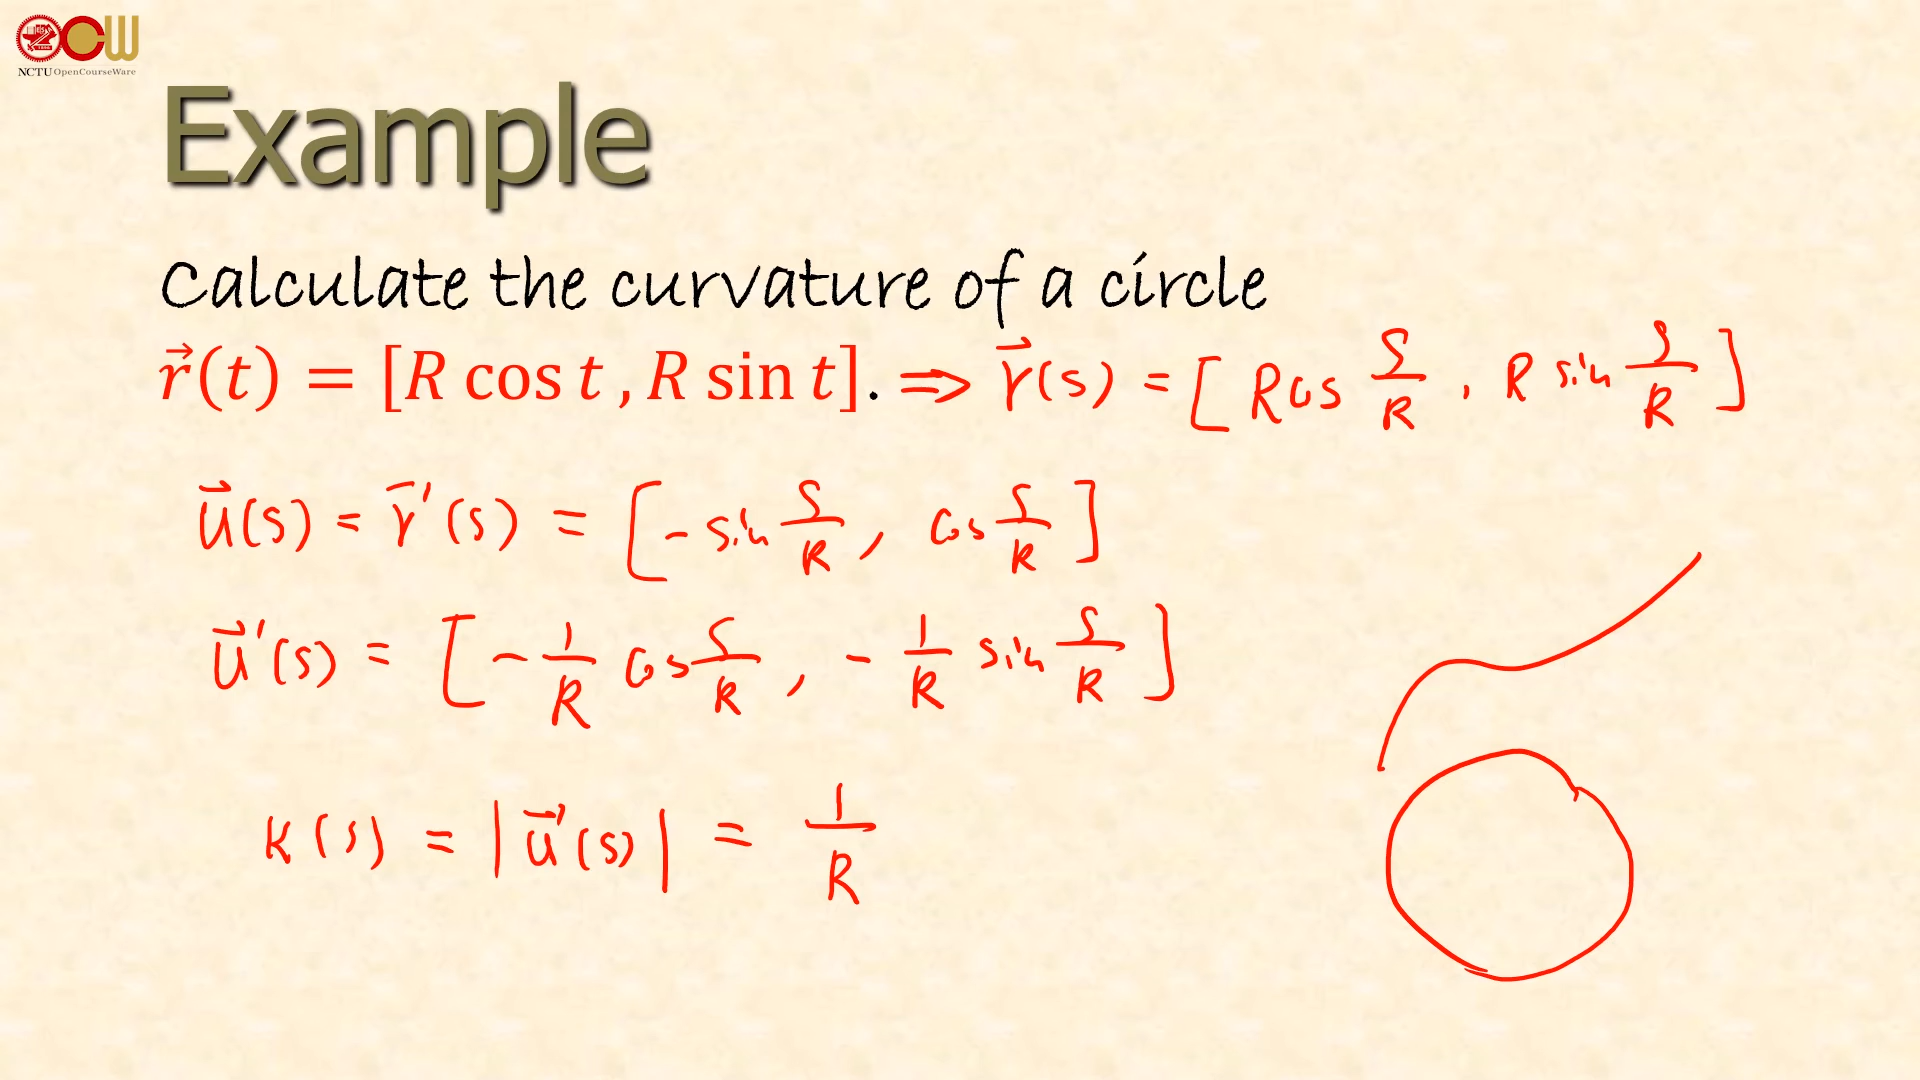 OCW
NCTU OpenCourseWare
Example
Calculate the curvature of a circle
r⃗(t) = [R cos t , R sin t]. ⇒ r⃗(s) = [R cos s/R , R sin s/R]
u⃗(s) = r⃗'(s) = [- sin s/R , cos s/R]
u⃗'(s) = [- 1/R cos s/R , - 1/R sin s/R]
κ(s) = |u⃗'(s)| = 1/R